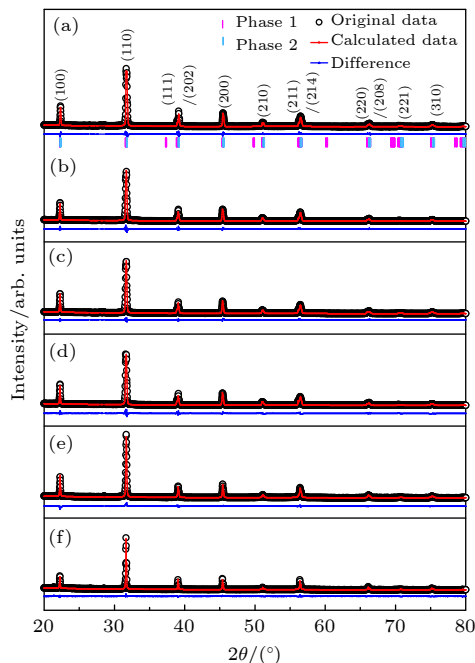 (a)
Phase 1
Phase 2
Original data
Calculated data
Difference
(100)
(110)
(111)
/(202)
(200)
(210)
(211)
/(214)
(220)
/(208)
(221)
(310)
(b)
(c)
(d)
(e)
(f)
Intensity/arb. units
20 30 40 50 60 70 80
2θ/(°)